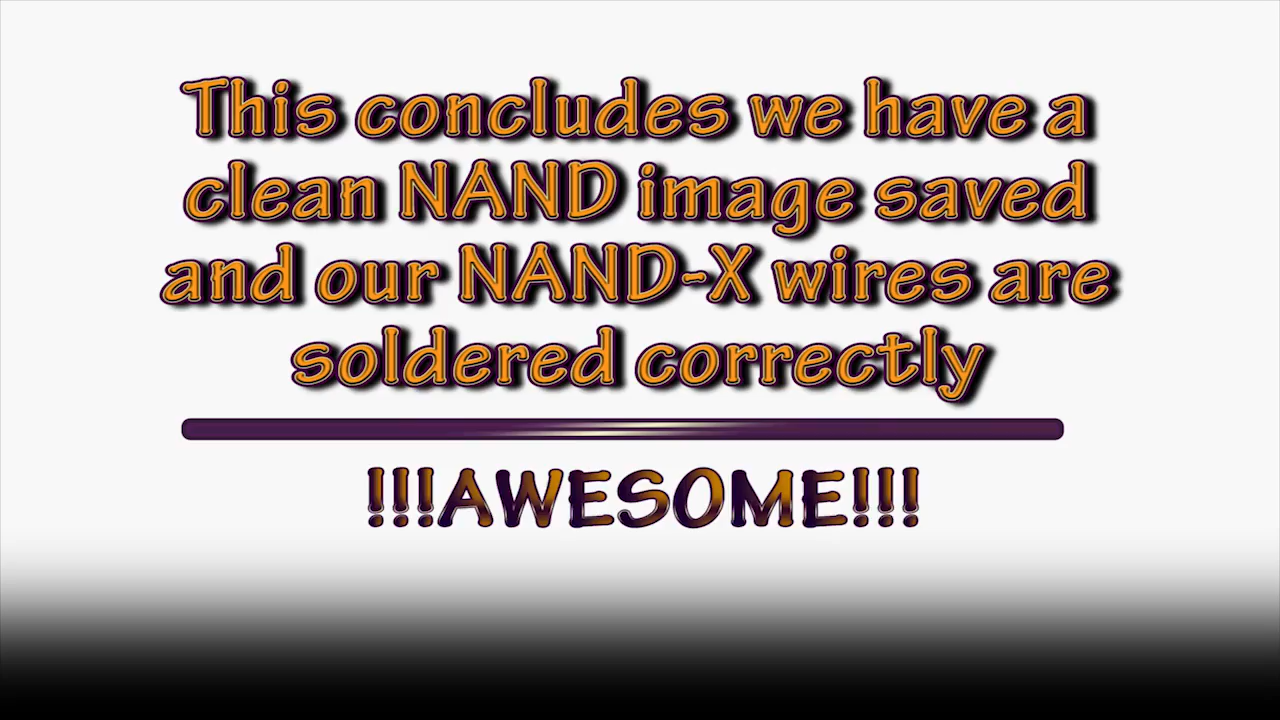 This concludes we have a
clean NAND image saved
and our NAND-X wires are
soldered correctly
!!!AWESOME!!!